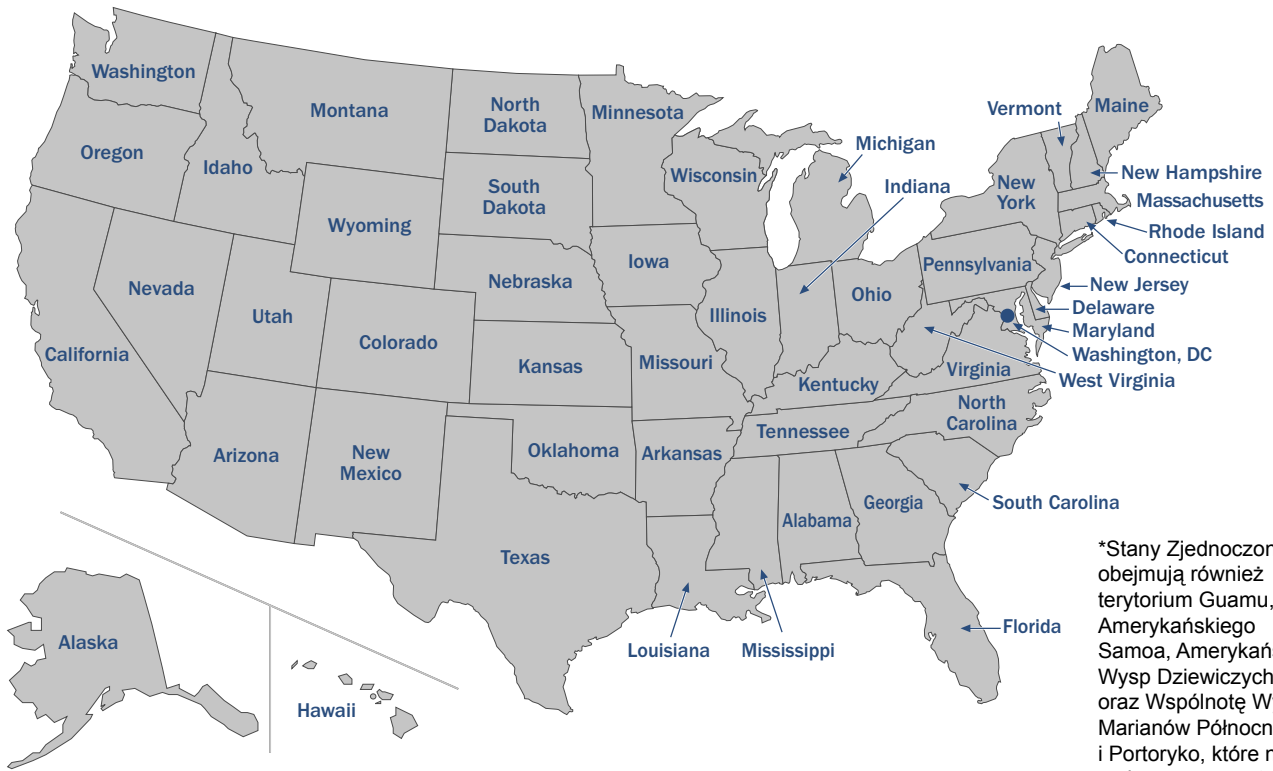 Washington
Montana
North
Dakota
Minnesota
Vermont
Maine
Oregon
Idaho
Michigan
Wisconsin
South
Dakota
New Hampshire
Indiana
New
York
Massachusetts
Wyoming
Rhode Island
Connecticut
Iowa
Pennsylvania
Nebraska
Nevada
New Jersey
Ohio
Delaware
Illinois
Utah
Maryland
Colorado
California
Washington, DC
Missouri
Kansas
Virginia
West Virginia
Kentucky
North
Carolina
Tennessee
Oklahoma
Arkansas
Arizona
New
Mexico
Georgia
South Carolina
Alabama
Texas
*Stany Zjednoczon
obejmują również
terytorium Guamu,
Amerykańskiego
Samoa, Amerykańs
Wysp Dziewiczych
oraz Wspólnotę W
Marianów Północn
i Portoryko, które n
Florida
Alaska
Louisiana
Mississippi
Hawaii